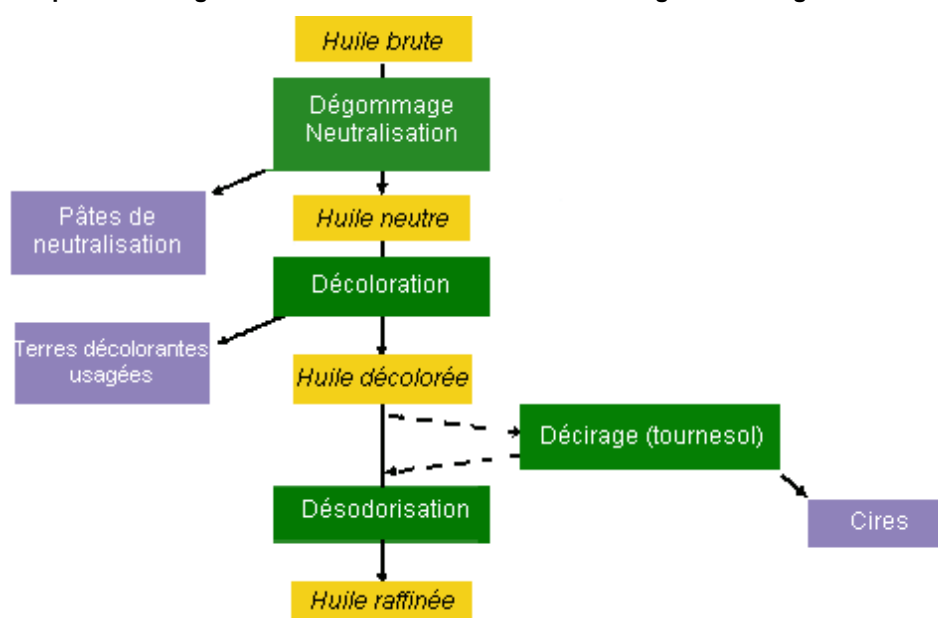 Huile brute
Dégommage
Neutralisation
Pâtes de
neutralisation
Huile neutre
Décoloration
Terres décolorantes
usagées
Huile décolorée
Décirage (tournesol)
Désodorisation
Cires
Huile raffinée